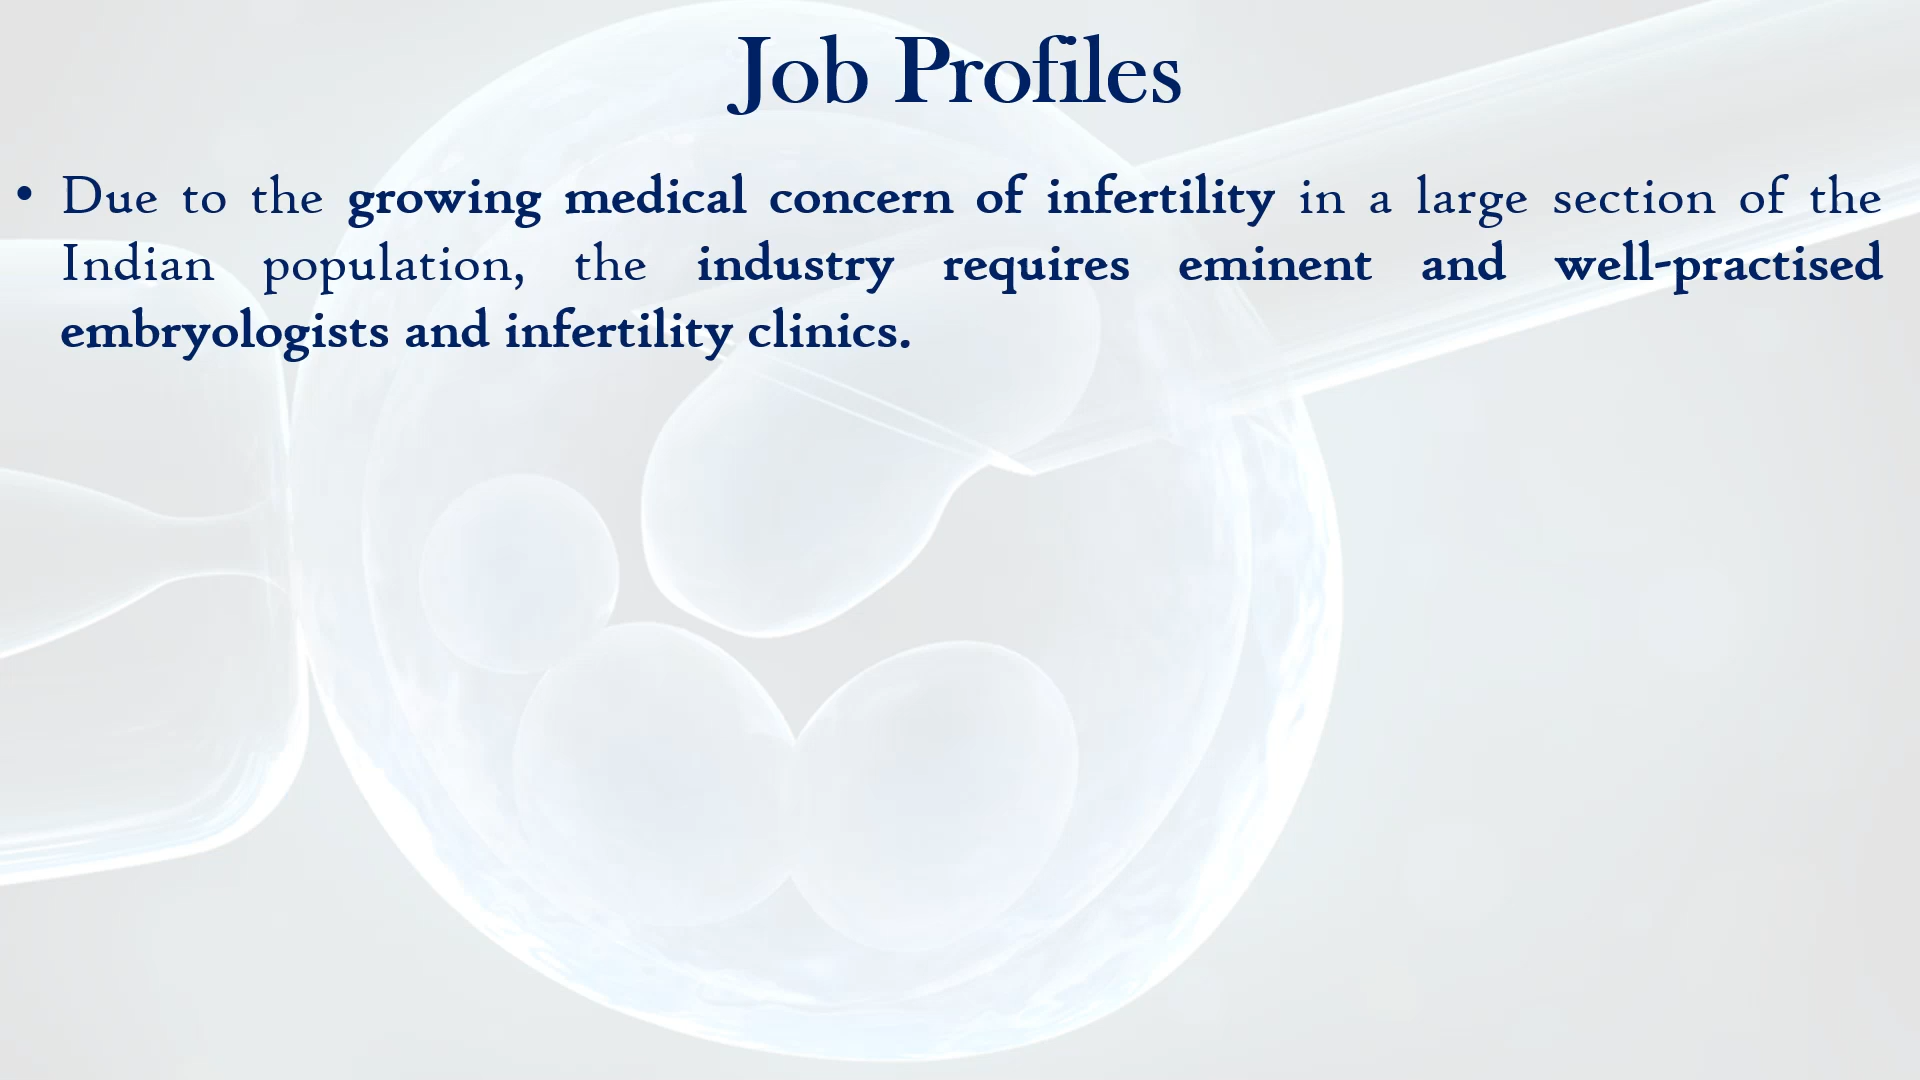 Job Profiles
• Due to the growing medical concern of infertility in a large section of the
Indian population, the industry requires eminent and well-practised
embryologists and infertility clinics.